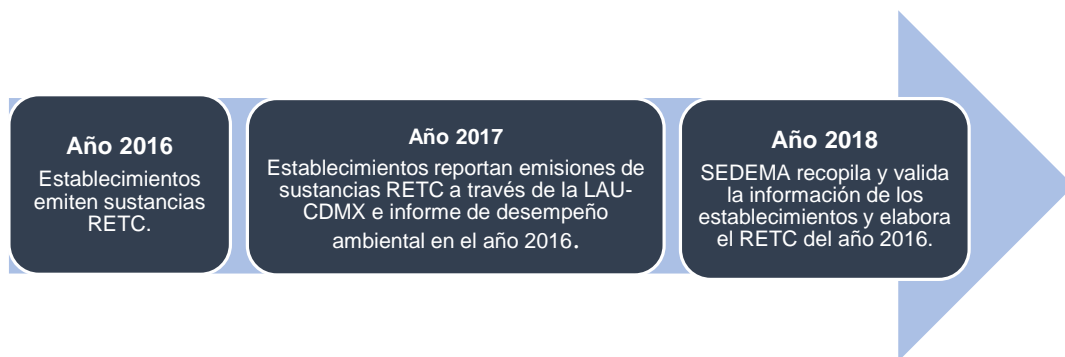 Año 2016
Establecimientos
emiten sustancias
RETC.
Año 2017
Establecimientos reportan emisiones de
sustancias RETC a través de la LAU-
CDMX e informe de desempeño
ambiental en el año 2016.
Año 2018
SEDEMA recopila y valida
la información de los
establecimientos y elabora
el RETC del año 2016.